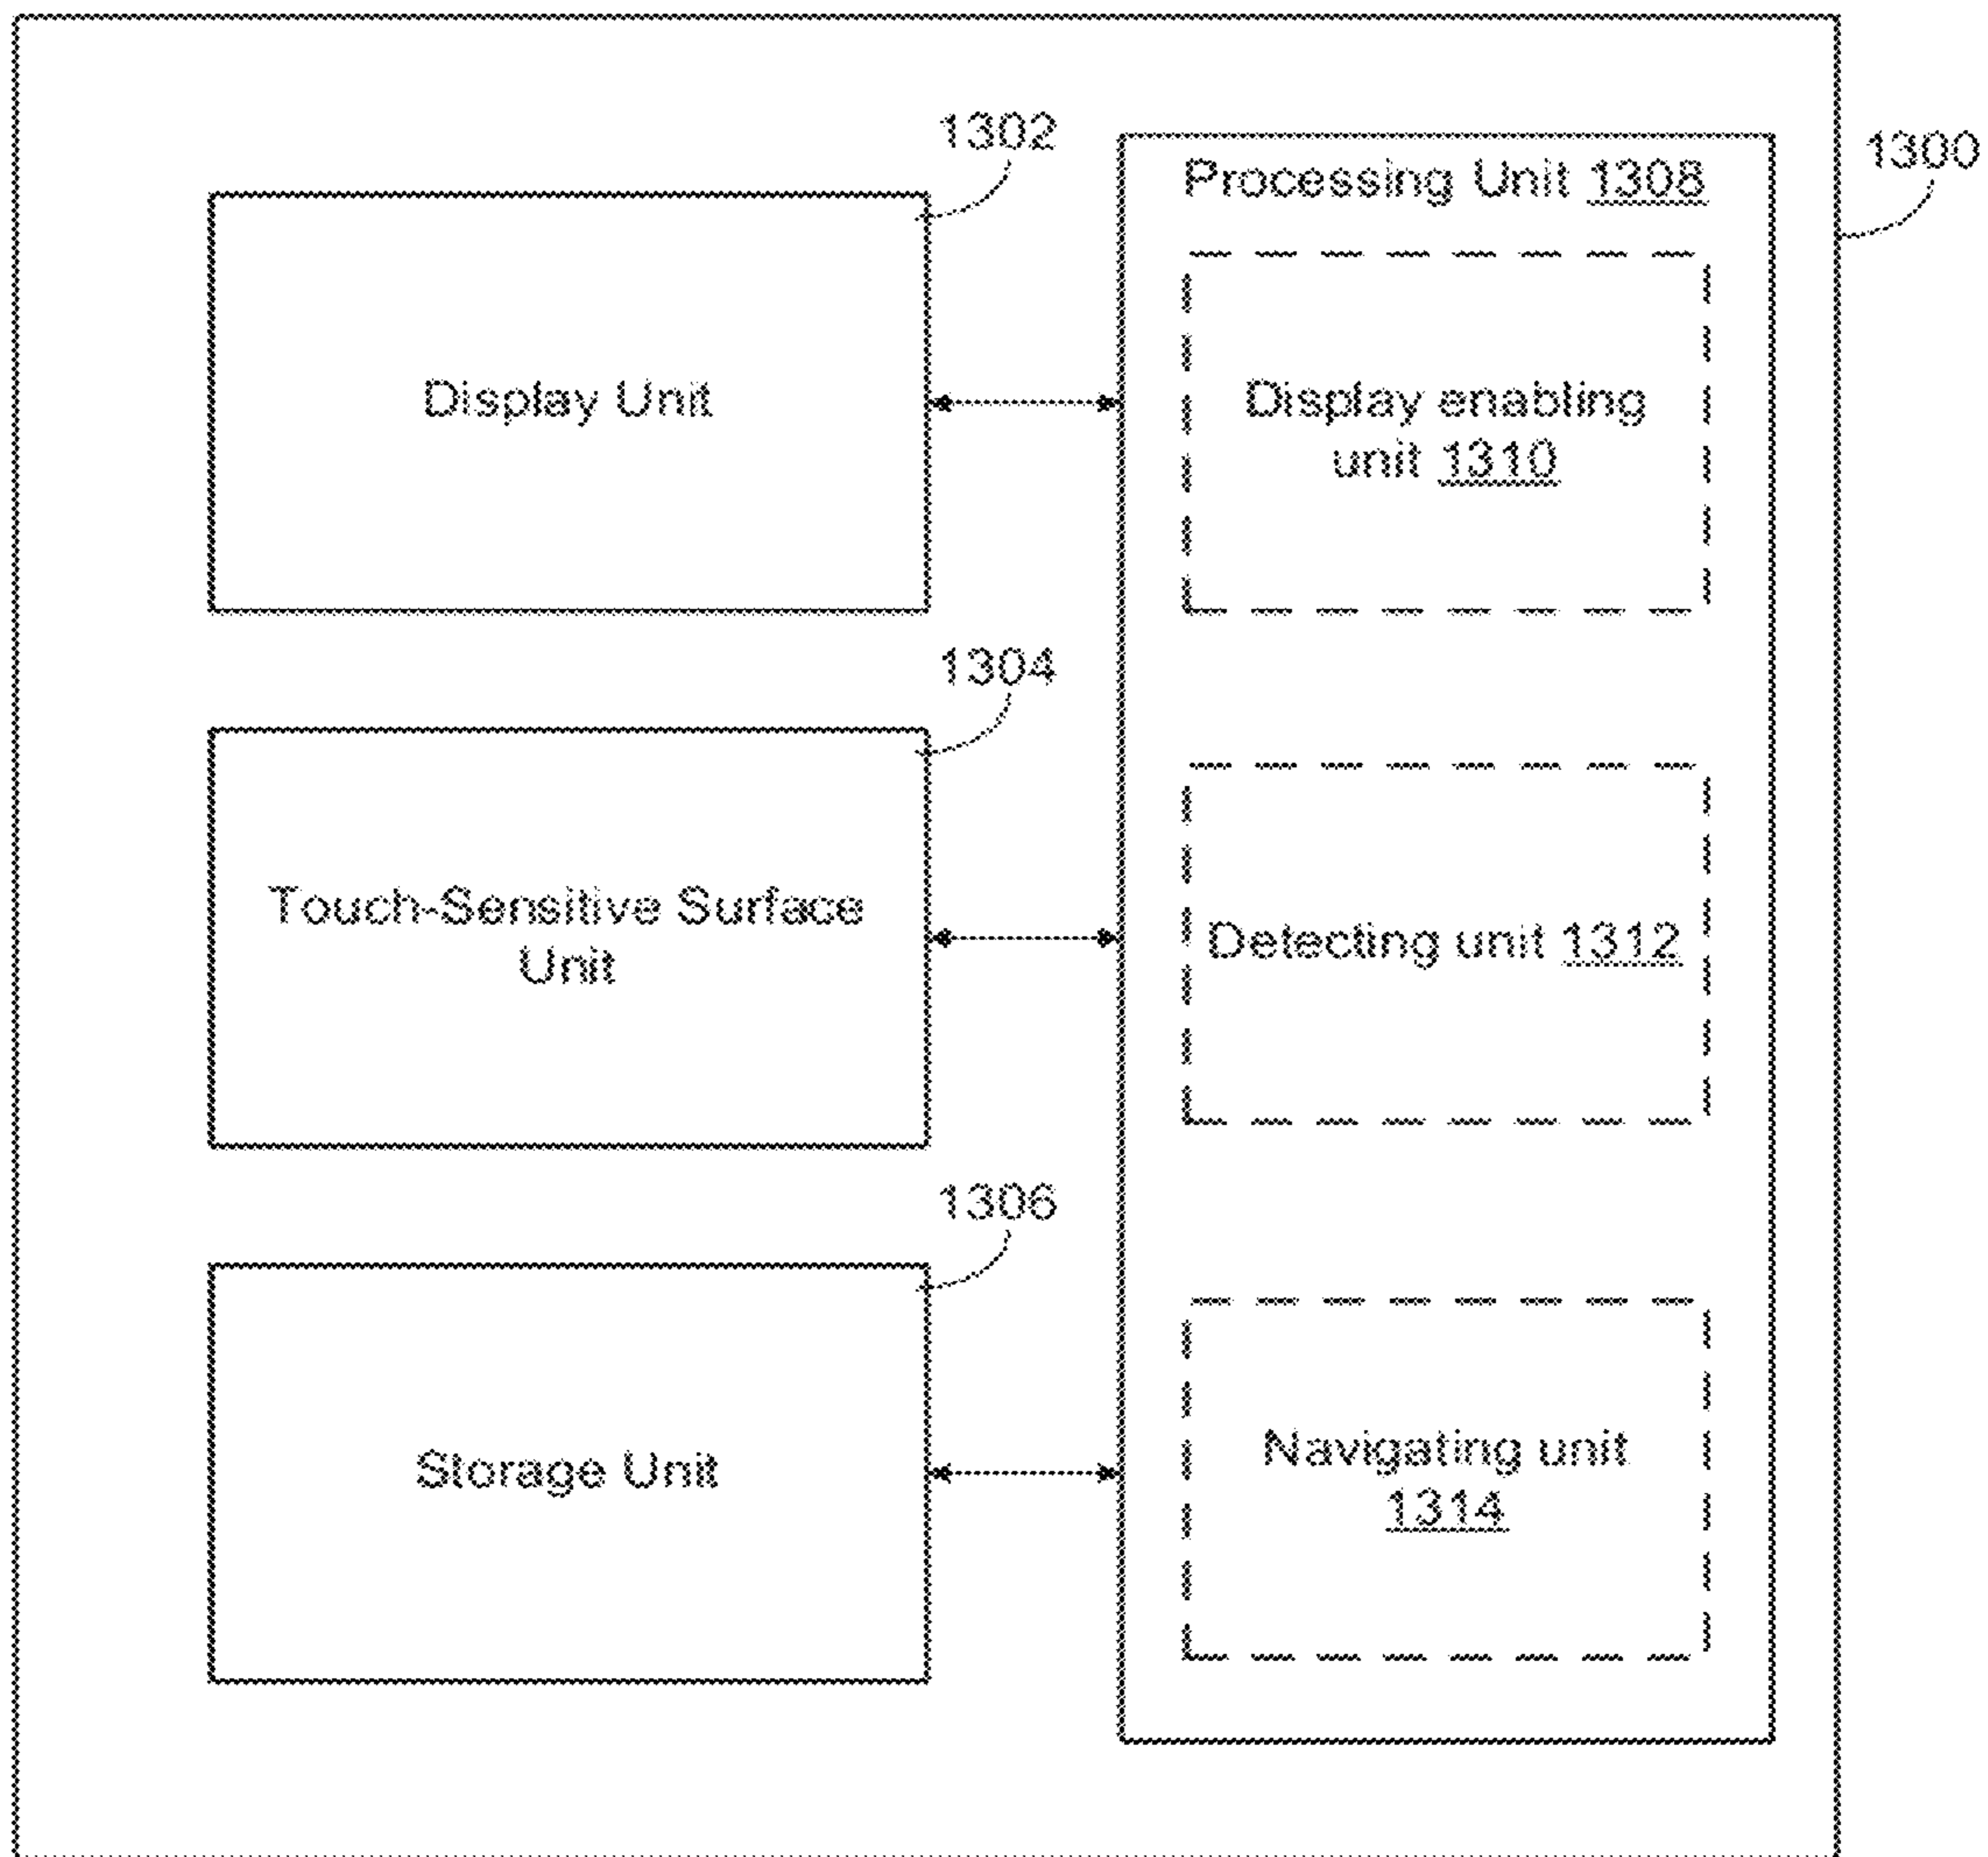 1300
1302
Display Unit
1304
Touch-Sensitive Surface
Unit
1306
Storage Unit
Processing Unit 1308
Display enabling
unit 1310
Detecting unit 1312
Navigating unit
1314